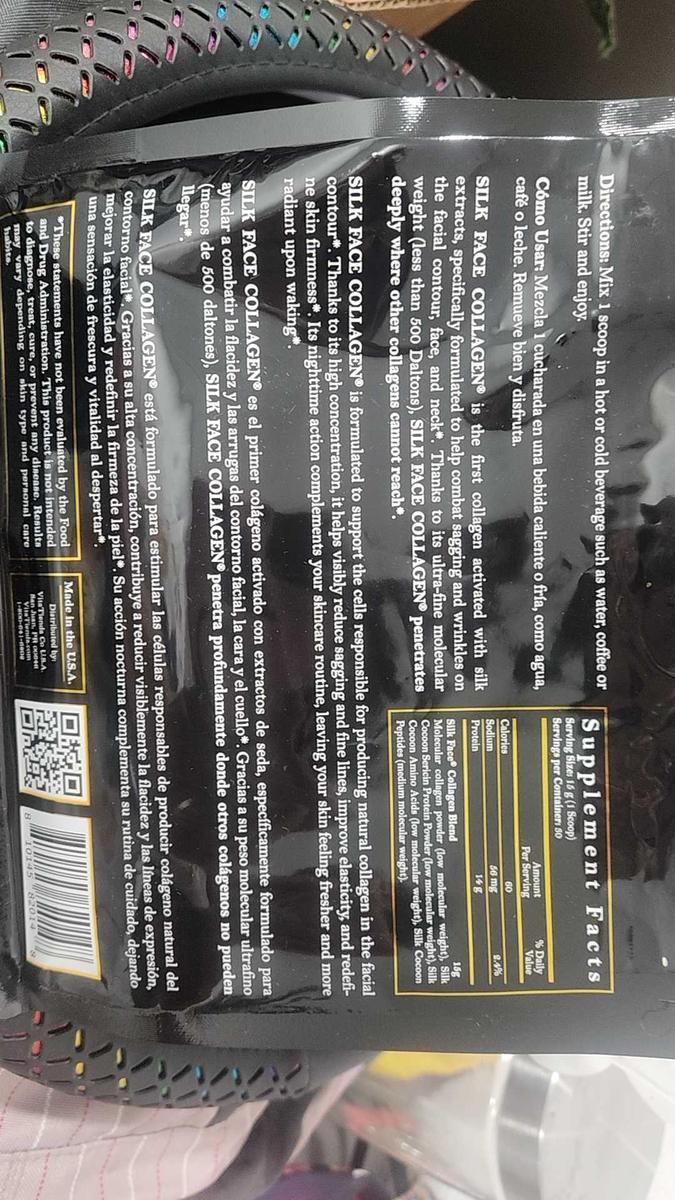 Directions: Mix, 1 scoop in a hot or cold beverage such as water, coffee or
milk. Stir and enjoy.
Cómo Usar: Mezcla 1 cucharada en una bebida caliente o fría, como agua,
café o leche. Remueve bien y disfruta.
SILK FACE COLLAGEN® is the first collagen activated with silk
extracts, specifically formulated to help combat sagging and wrinkles on
the facial contour, face, and neck*. Thanks to its ultra-fine molecular
weight (less than 500 Daltons), SILK FACE COLLAGEN® penetrates
deeply where other collagens cannot reach*.
Supplement Facts
Serving Size: 15 g (1 Scoop)
Servings per Container: 30
Amount
Per Serving
% Daily
Value
Calories 60
Sodium 56 mg 2.4%
Protein 14 g
Silk Face® Collagen Blend 15g
Molecular collagen powder (low molecular weight), Silk
Cocoon Sericin Protein Powder (low molecular weight), Silk
Cocoon Amino Acids (low molecular weight), Silk Cocoon
Peptides (medium molecular weight).
SILK FACE COLLAGEN® is formulated to support the cells responsible for producing natural collagen in the facial
contour*. Thanks to its high concentration, it helps visibly reduce sagging and fine lines, improve elasticity, and redefi-
ne skin firmness*. Its nighttime action complements your skincare routine, leaving your skin feeling fresher and more
radiant upon waking*
SILK FACE COLLAGEN® es el primer colágeno activado con extractos de seda, específicamente formulado para
ayudar a combatir la flacidez y las arrugas del contorno facial, la cara y el cuello*. Gracias a su peso molecular ultrafino
(menos de 500 daltones), SILK FACE COLLAGEN® penetra profundamente donde otros colágenos no pueden
llegar*.
SILK FACE COLLAGEN® está formulado para estimular las células responsables de producir colágeno natural del
contorno facial*. Gracias a su alta concentración, contribuye a reducir visiblemente la flacidez y las líneas de expresión,
mejorar la elasticidad y redefinir la firmeza de la piel*. Su acción nocturna complementa su rutina de cuidado, dejando
una sensación de frescura y vitalidad al despertar*.
*These statements have not been evaluated by the Food
and Drug Administration. This product is not intended
to diagnose, treat, cure, or prevent any disease. Results
may vary depending on skin type and personal care
habits.
Made in the U.S.A.
Distributed by:
VitaTienda Co U.S.A.
San Juan, PR
VitaTienda.com